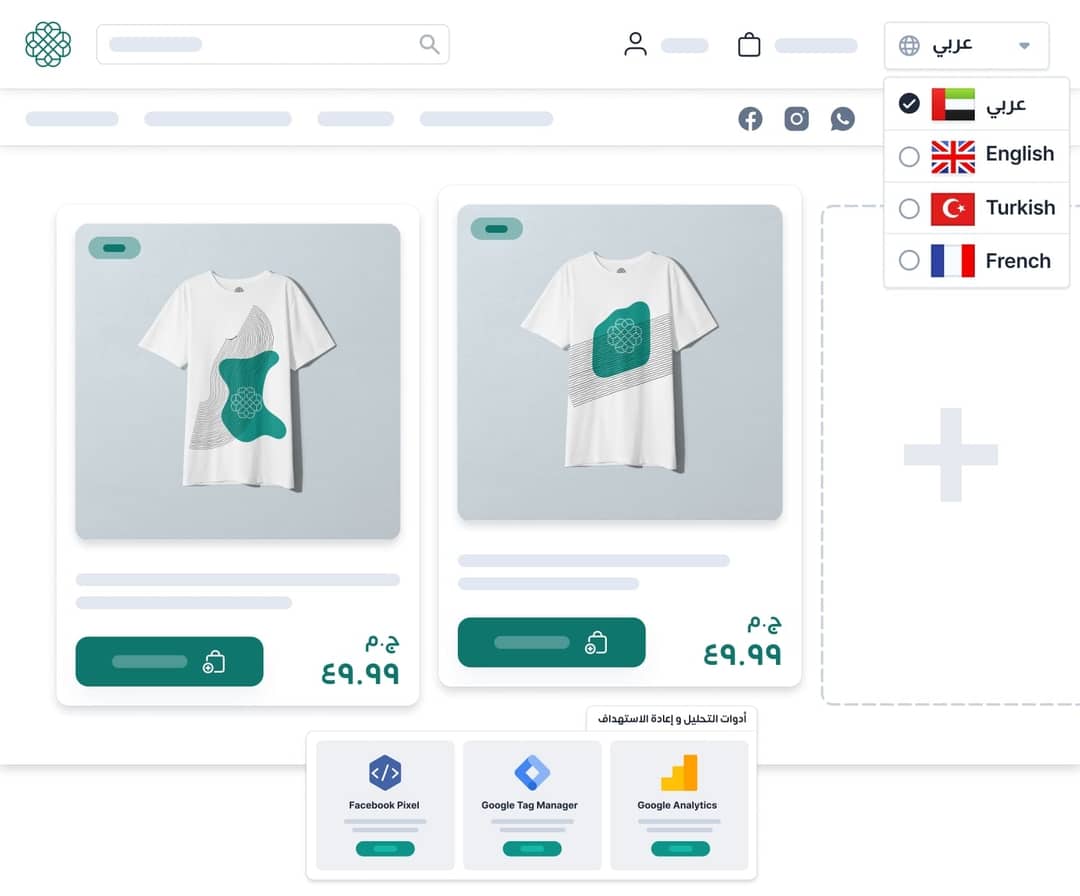 عربي
عربي
English
Turkish
French
ج.م
٤٩.٩٩
ج.م
٤٩.٩٩
أدوات التحليل و إعادة الاستهداف
Facebook Pixel
Google Tag Manager
Google Analytics